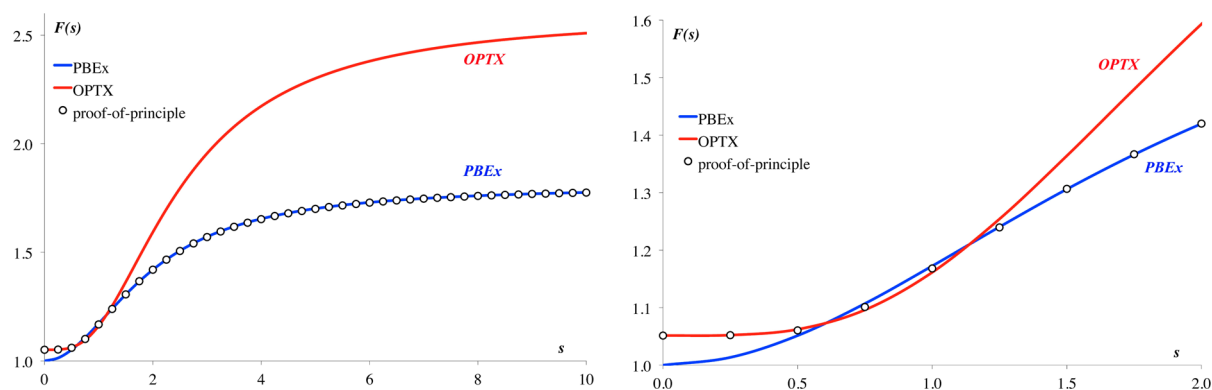 F(s)
2.5
PBEx
OPTX
proof-of-principle
OPTX
2.0
PBEx
1.5
s
1.0
0 2 4 6 8 10
1.6
F(s)
OPTX
1.5
PBEx
OPTX
proof-of-principle
1.4
PBEx
1.3
1.2
1.1
s
1.0
0.0 0.5 1.0 1.5 2.0